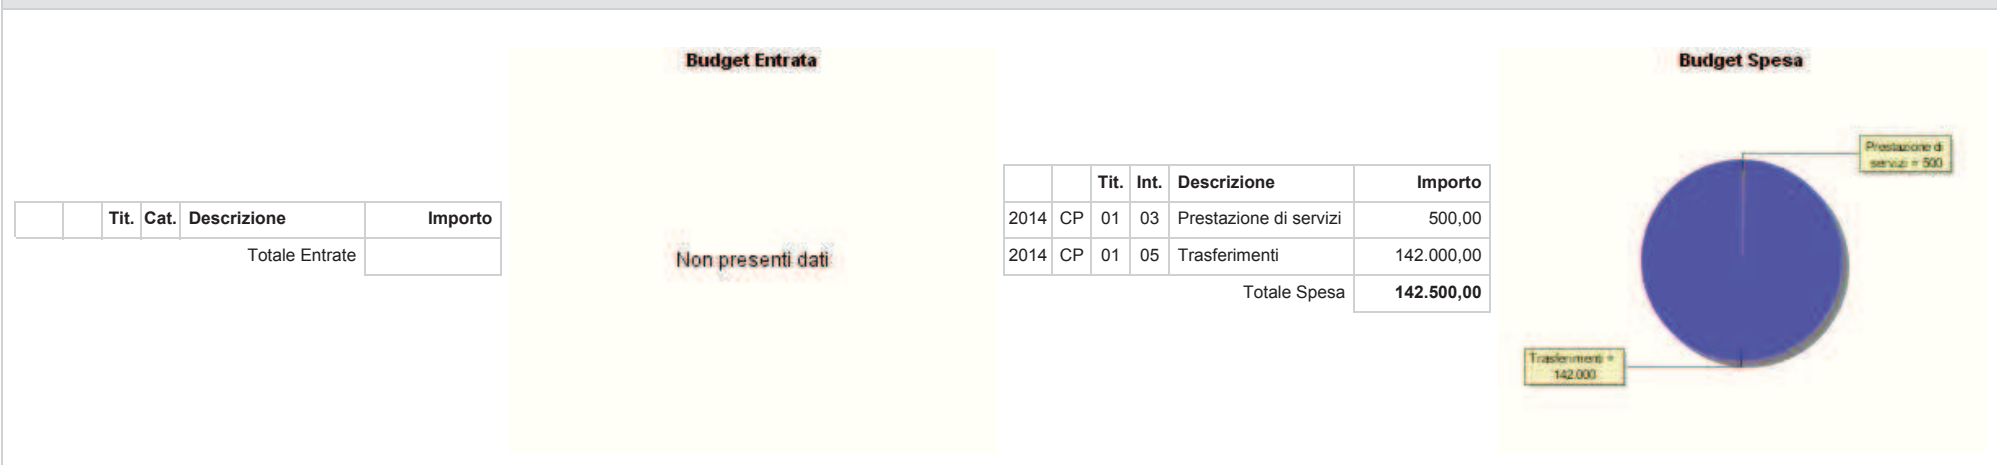 Budget Entrata
Budget Spesa
Tit. Cat. Descrizione Importo
Totale Entrate
Non presenti dati
Tit. Int. Descrizione Importo
2014 CP 01 03 Prestazione di servizi 500,00
2014 CP 01 05 Trasferimenti 142.000,00
Totale Spesa 142.500,00
Prestazione di
servizi = 500
Trasferimenti =
142.000